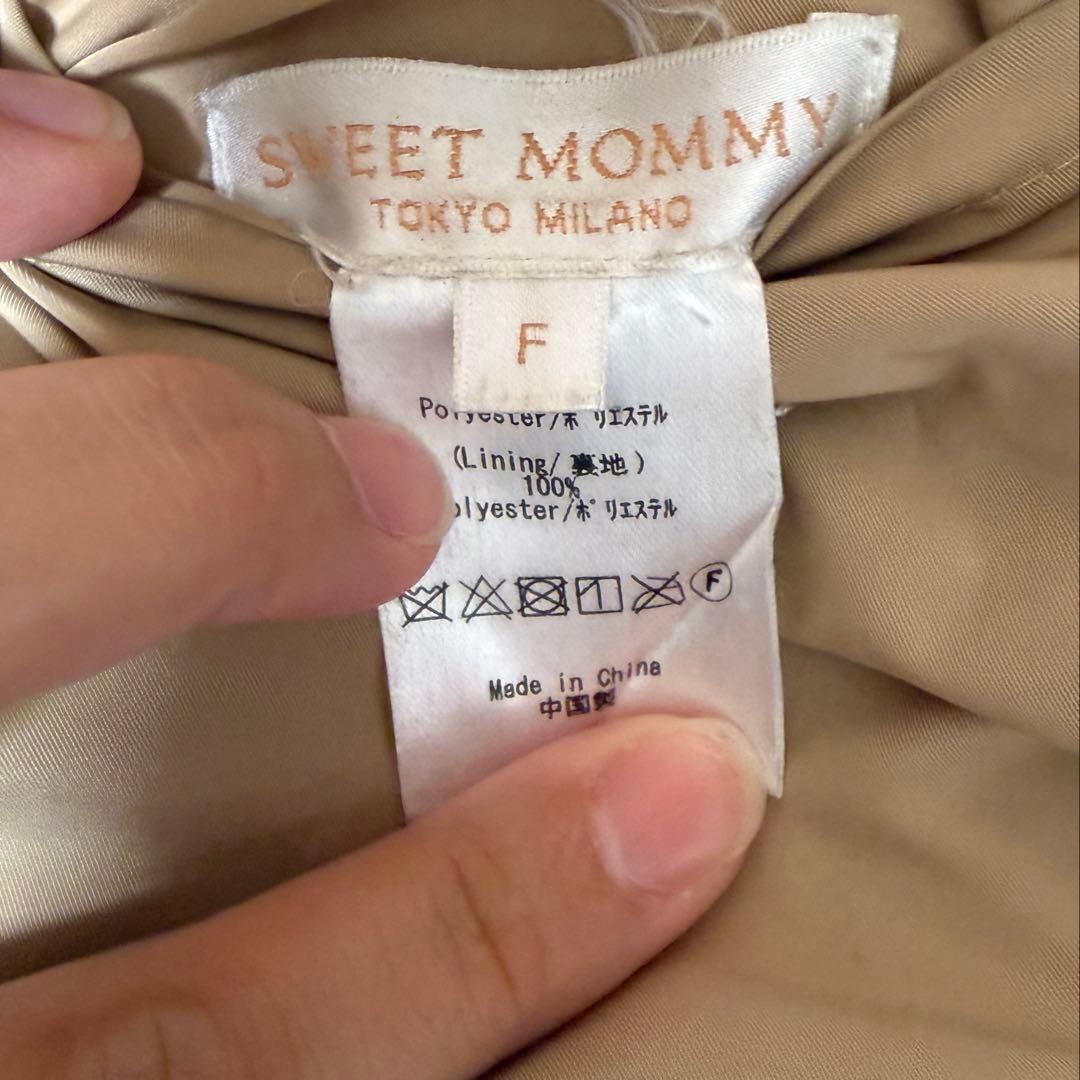 SWEET MOMMY
TOKYO MILANO
F
Polyester/ポリエステル
(Lining/裏地)
100%
Polyester/ポリエステル
F
Made in China
中国製